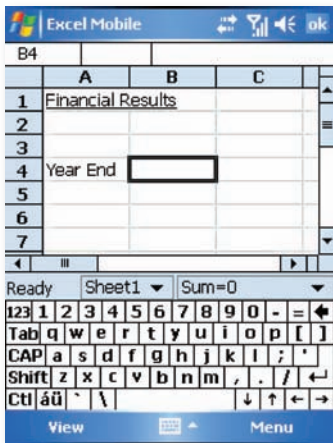 Excel Mobile ok
B4
A B C
1 Financial Results
2
3
4 Year End
5
6
7
Ready Sheet1 Sum=0
123 1 2 3 4 5 6 7 8 9 0 - =
Tab q w e r t y u i o p [ ]
CAP a s d f g h j k l ; '
Shift z x c v b n m , . /
Ctl áü ` \
View Menu